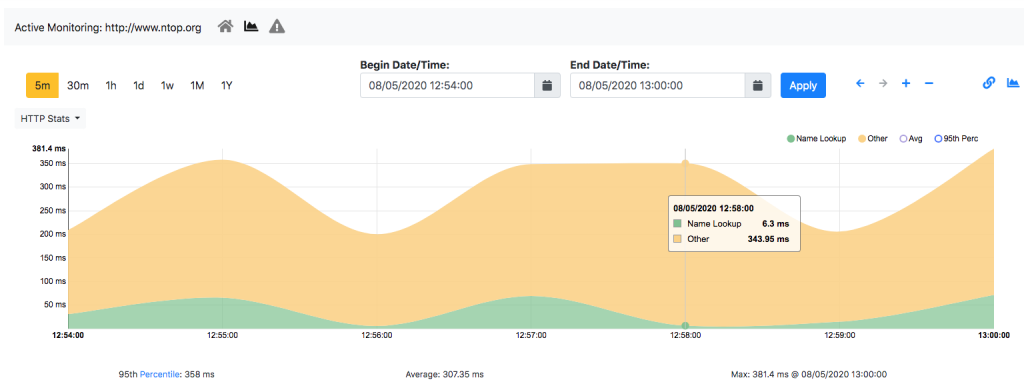 Active Monitoring: http://www.ntop.org
Begin Date/Time: End Date/Time:
5m 30m 1h 1d 1w 1M 1Y 08/05/2020 12:54:00 08/05/2020 13:00:00 Apply
HTTP Stats
Name Lookup Other Avg 95th Perc
381.4 ms
350 ms
300 ms
250 ms
200 ms
150 ms
100 ms
50 ms
08/05/2020 12:58:00
Name Lookup 6.3 ms
Other 343.95 ms
12:54:00 12:55:00 12:56:00 12:57:00 12:58:00 12:59:00 13:00:00
95th Percentile: 358 ms Average: 307.35 ms Max: 381.4 ms @ 08/05/2020 13:00:00